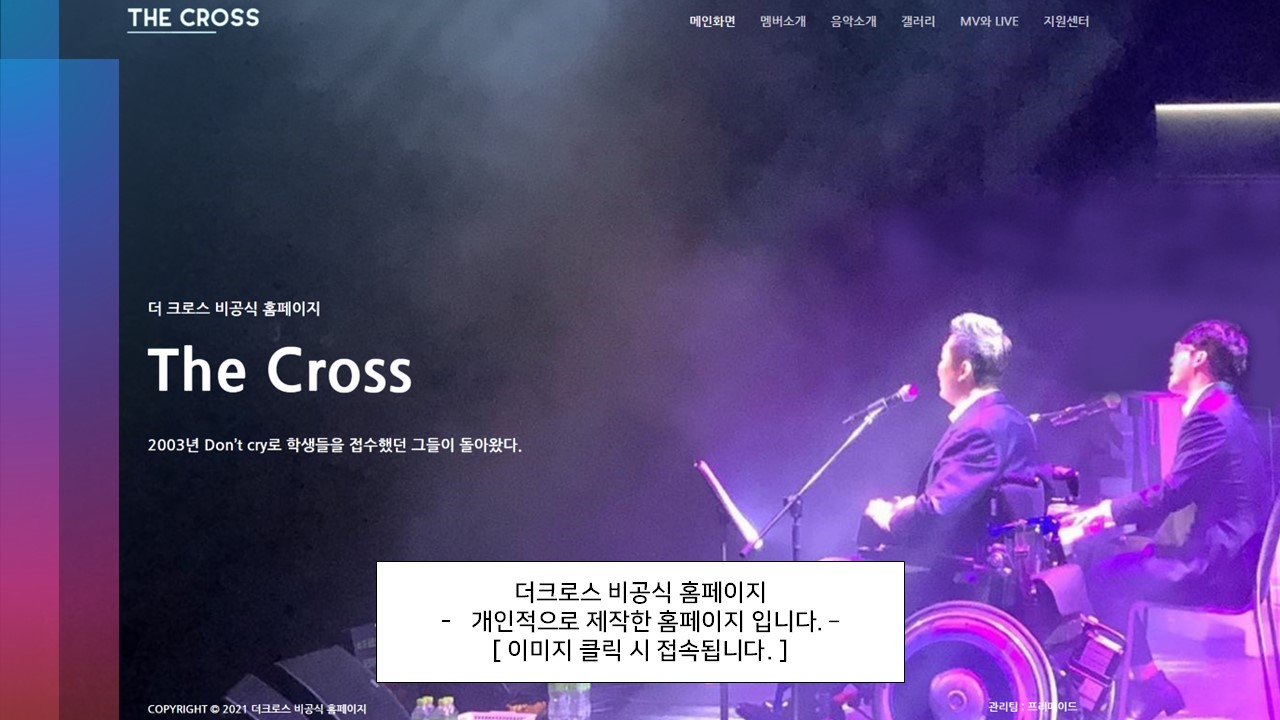 THE CROSS
메인화면 멤버소개 음악소개 갤러리 MV와 LIVE 지원센터
더 크로스 비공식 홈페이지
The Cross
2003년 Don't cry로 학생들을 접수했던 그들이 돌아왔다.
더크로스 비공식 홈페이지
- 개인적으로 제작한 홈페이지 입니다. –
[ 이미지 클릭 시 접속됩니다. ]
COPYRIGHT © 2021 더크로스 비공식 홈페이지
관리팀 : 프리메이드